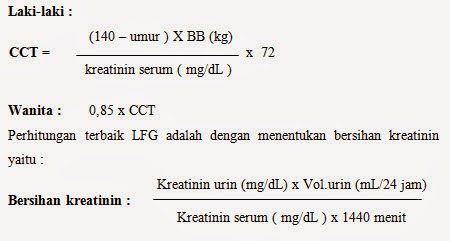 Laki-laki :
(140 – umur ) X BB (kg)
CCT = x 72
kreatinin serum ( mg/dL )
Wanita : 0,85 x CCT
Perhitungan terbaik LFG adalah dengan menentukan bersihan kreatinin
yaitu :
Kreatinin urin (mg/dL) x Vol.urin (mL/24 jam)
Bersihan kreatinin :
Kreatinin serum ( mg/dL ) x 1440 menit